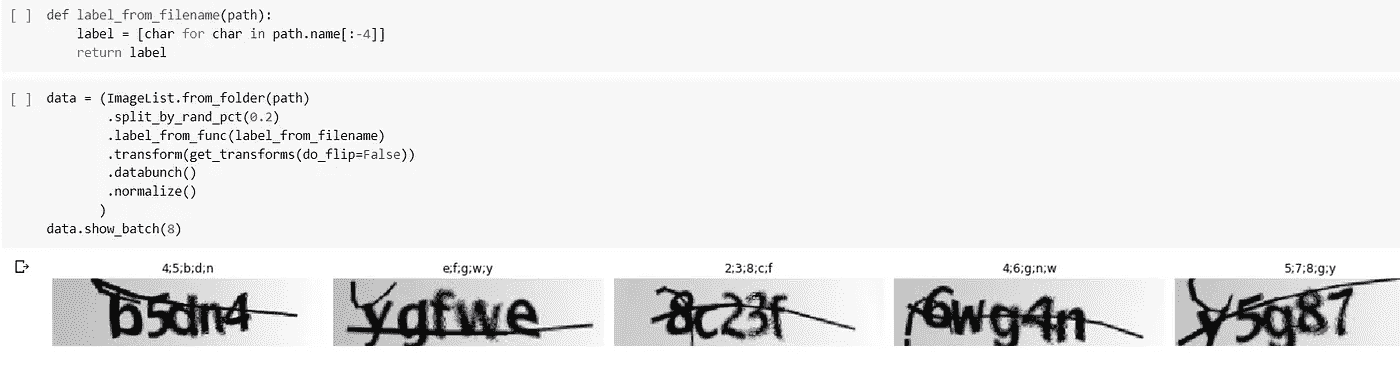 [ ] def label_from_filename(path):
label = [char for char in path.name[:-4]]
return label
[ ] data = (ImageList.from_folder(path)
.split_by_rand_pct(0.2)
.label_from_func(label_from_filename)
.transform(get_transforms(do_flip=False))
.databunch()
.normalize()
)
data.show_batch(8)
4;5;b;d;n e;f;g;w;y 2;3;8;c;f 4;6;g;n;w 5;7;8;g;y
b5dn4 ygfwe 8c23f 6wg4n y5g87